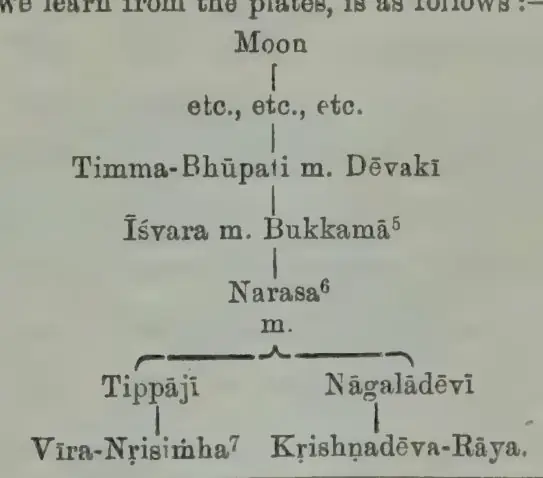 we learn from the plates, is as follows :—
Moon
etc., etc., etc.
Timma-Bhūpati m. Dēvakī
Īśvara m. Bukkamā⁵
Narasa⁶
m.
Tippājī Nāgalādēvī
Vīra-Nṛisiṁha⁷ Kṛishṇadēva-Rāya.